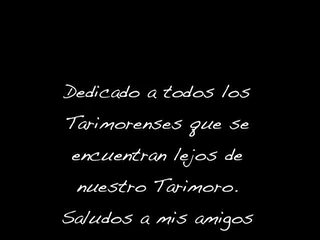 Dedicado a todos los
Tarimorenses que se
encuentran lejos de
nuestro Tarimoro.
Saludos a mis amigos